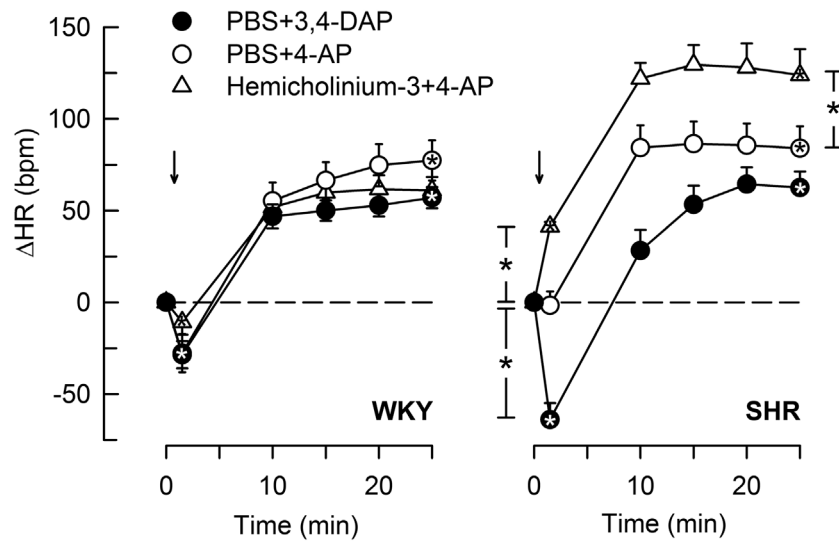 PBS+3,4-DAP
PBS+4-AP
Hemicholinium-3+4-AP
ΔHR (bpm)
150
100
50
0
-50
*
*
*
*
*
*
*
*
*
*
WKY
SHR
0 10 20
0 10 20
Time (min)
Time (min)